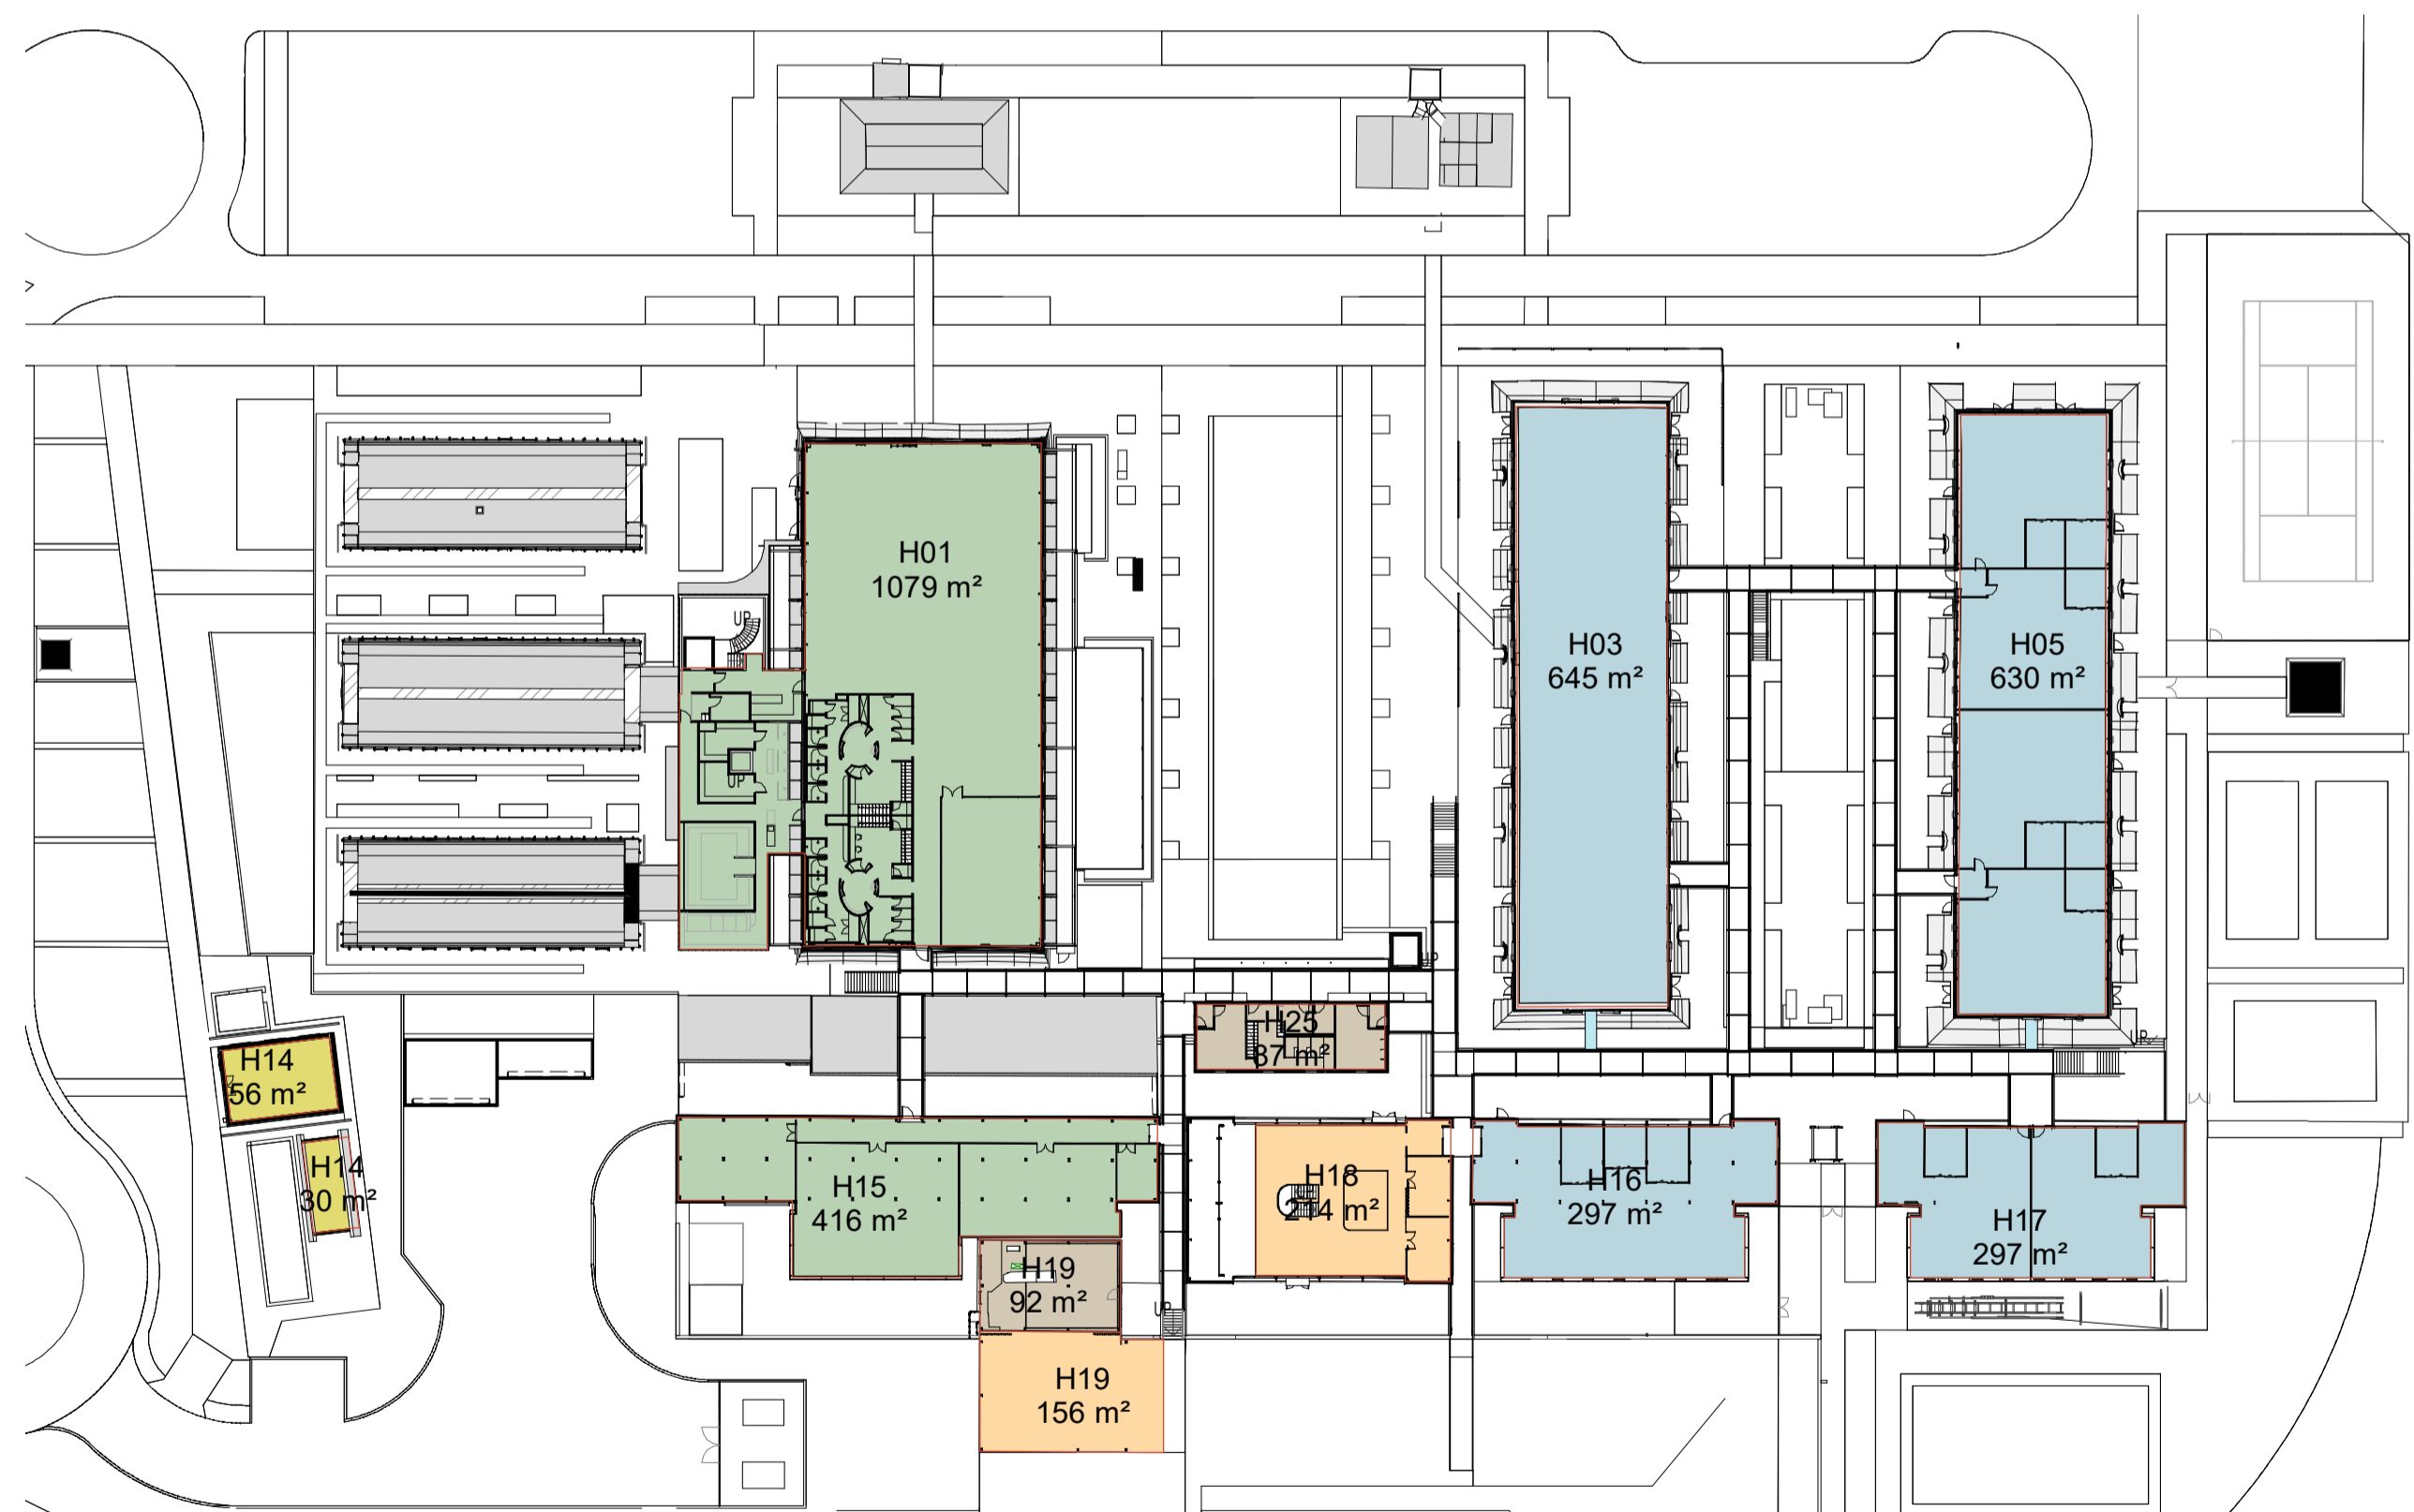 H01
1079 m²
UP
H03
645 m²
H05
630 m²
UP
UP
H25
37 m²
UP
H14
56 m²
H14
30 m²
H15
416 m²
H18
214 m²
H16
297 m²
H17
297 m²
H19
92 m²
UP
H19
156 m²